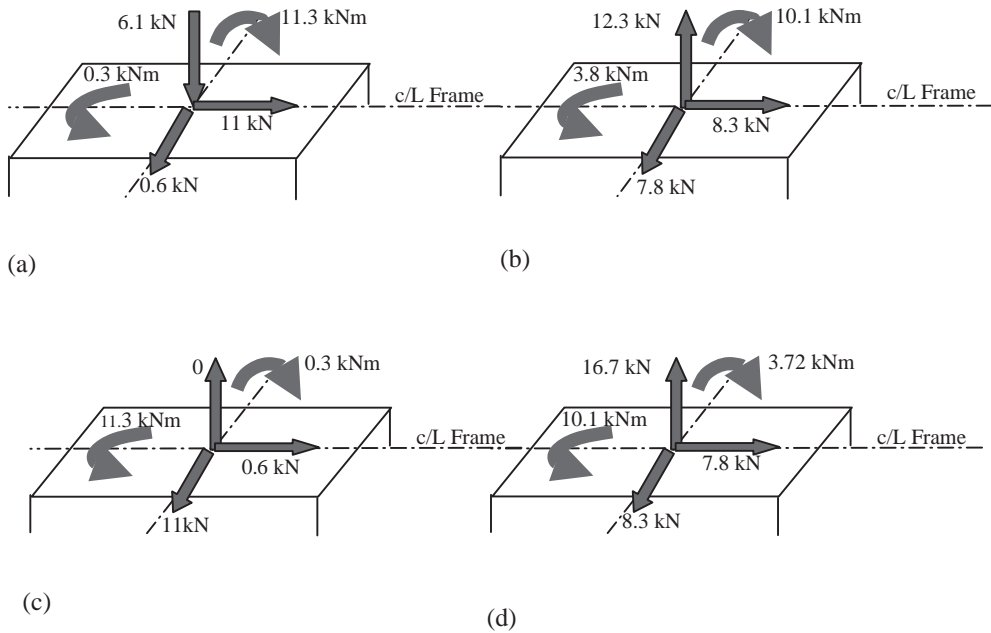 6.1 kN
11.3 kNm
0.3 kNm
c/L Frame
11 kN
0.6 kN
(a)
12.3 kN
10.1 kNm
3.8 kNm
c/L Frame
8.3 kN
7.8 kN
(b)
0
0.3 kNm
11.3 kNm
c/L Frame
0.6 kN
11kN
(c)
16.7 kN
3.72 kNm
10.1 kNm
c/L Frame
7.8 kN
8.3 kN
(d)